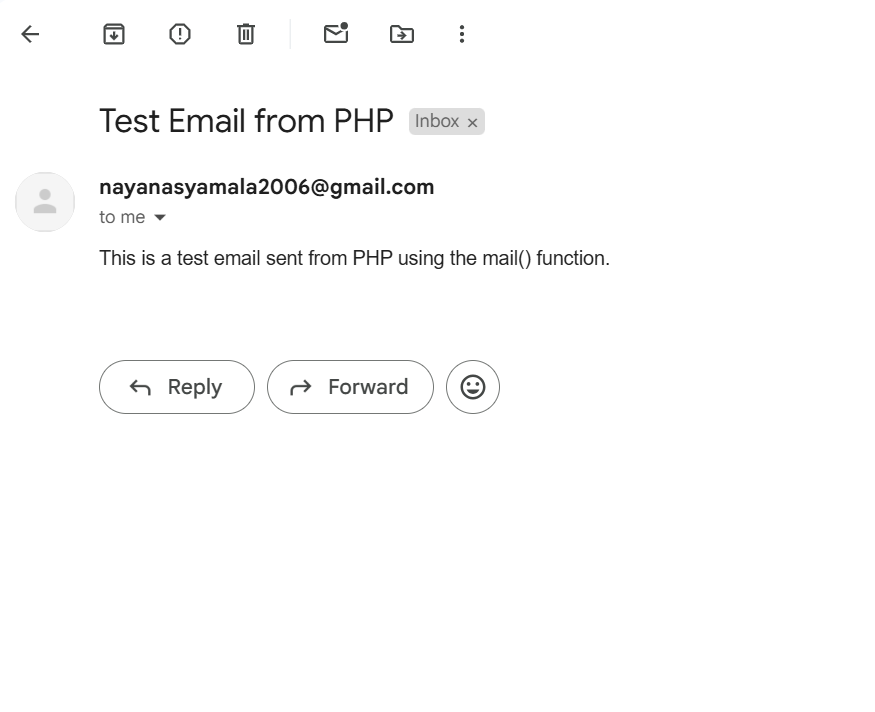 Test Email from PHP Inbox ×
nayanasyamala2006@gmail.com
to me
This is a test email sent from PHP using the mail() function.
Reply Forward